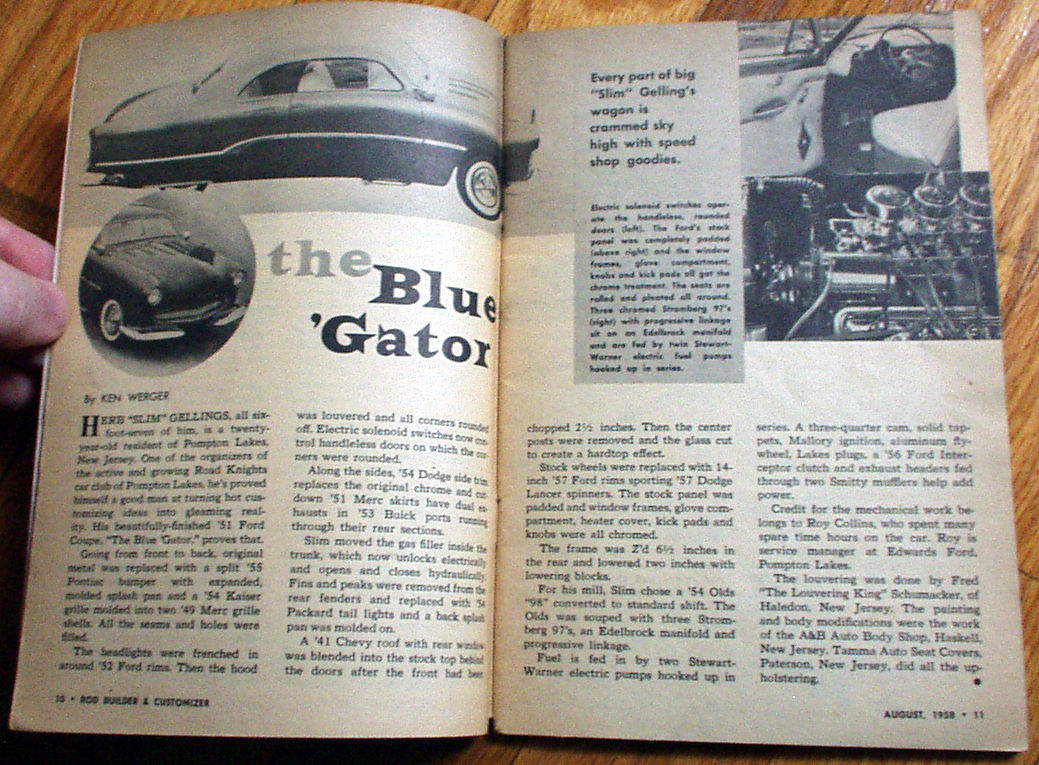 the
Blue
'Gator
By KEN WERGER
HERB "SLIM" GELLINGS, all six-
foot-seven of him, is a twenty-
year-old resident of Pompton Lakes,
New Jersey. One of the organizers of
the active and growing Road Knights
car club of Pompton Lakes, he's proved
himself a good man at turning hot cus-
tomizing ideas into gleaming real-
ity. His beautifully-finished '51 Ford
Coupe, "The Blue 'Gator," proves that.
Going from front to back, original
metal was replaced with a split '55
Pontiac bumper with expanded,
molded splash pan and a '54 Kaiser
grille molded into two '49 Merc grille
shells. All the seams and holes were
filled.
The headlights were frenched in
around '52 Ford rims. Then the hood
was louvered and all corners rounded
off. Electric solenoid switches now con-
trol handleless doors on which the cor-
ners were rounded.
Along the sides, '54 Dodge side trim
replaces the original chrome and cut-
down '51 Merc skirts have dual ex-
hausts in '53 Buick ports running
through their rear sections.
Slim moved the gas filler inside the
trunk, which now unlocks electrically
and opens and closes hydraulically.
Fins and peaks were removed from the
rear fenders and replaced with '54
Packard tail lights and a back splash
pan was molded on.
A '41 Chevy roof with rear window
was blended into the stock top behind
the doors after the front had been
ROD BUILDER & CUSTOMIZER
Every part of big
"Slim" Gelling's
wagon is
crammed sky
high with speed
shop goodies.
Electric solenoid switches oper-
ate the handleless, rounded
doors (left). The Ford's stock
panel was completely padded
(above right) and the window
frames, glove compartment,
knobs and kick pads all got the
chrome treatment. The seats are
rolled and pleated all around.
Three chromed Stromberg 97's
(right) with progressive linkage
sit on an Edelbrock manifold
and are fed by twin Stewart-
Warner electric fuel pumps
hooked up in series.
chopped 2½ inches. Then the center
posts were removed and the glass cut
to create a hardtop effect.
Stock wheels were replaced with 14-
inch '57 Ford rims sporting '57 Dodge
Lancer spinners. The stock panel was
padded and window frames, glove com-
partment, heater cover, kick pads and
knobs were all chromed.
The frame was Z'd 6½ inches in
the rear and lowered two inches with
lowering blocks.
For his mill, Slim chose a '54 Olds
"98" converted to standard shift. The
Olds was souped with three Strom-
berg 97's, an Edelbrock manifold and
progressive linkage.
Fuel is fed in by two Stewart-
Warner electric pumps hooked up in
series. A three-quarter cam, solid tap-
pets, Mallory ignition, aluminum fly-
wheel, Lakes plugs, a '56 Ford Inter-
ceptor clutch and exhaust headers fed
through two Smitty mufflers help add
power.
Credit for the mechanical work be-
longs to Roy Collins, who spent many
spare time hours on the car. Roy is
service manager at Edwards Ford,
Pompton Lakes.
The louvering was done by Fred
"The Louvering King" Schumacker, of
Haledon, New Jersey. The painting
and body modifications were the work
of the A&B Auto Body Shop, Haskell,
New Jersey. Tamma Auto Seat Covers,
Paterson, New Jersey, did all the up-
holstering.
AUGUST, 1958 • 11